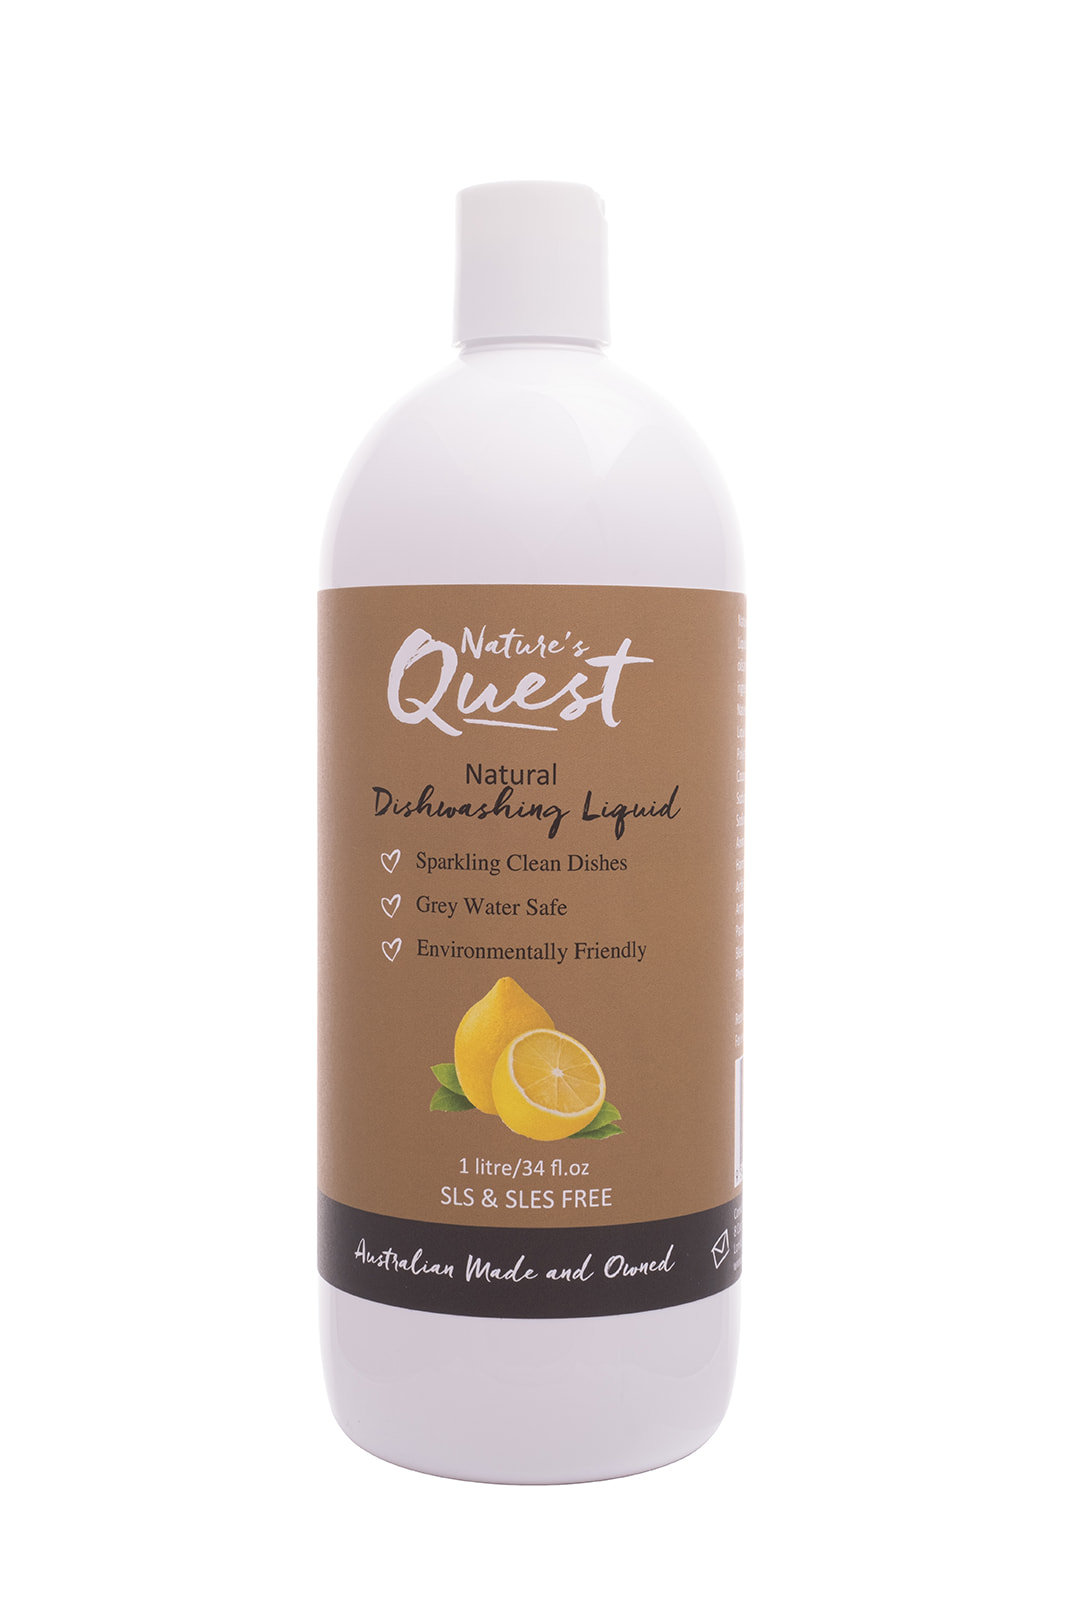 Nature's
Quest
Natural
Dishwashing Liquid
Sparkling Clean Dishes
Grey Water Safe
Environmentally Friendly
1 litre/34 fl.oz
SLS & SLES FREE
Australian Made and Owned